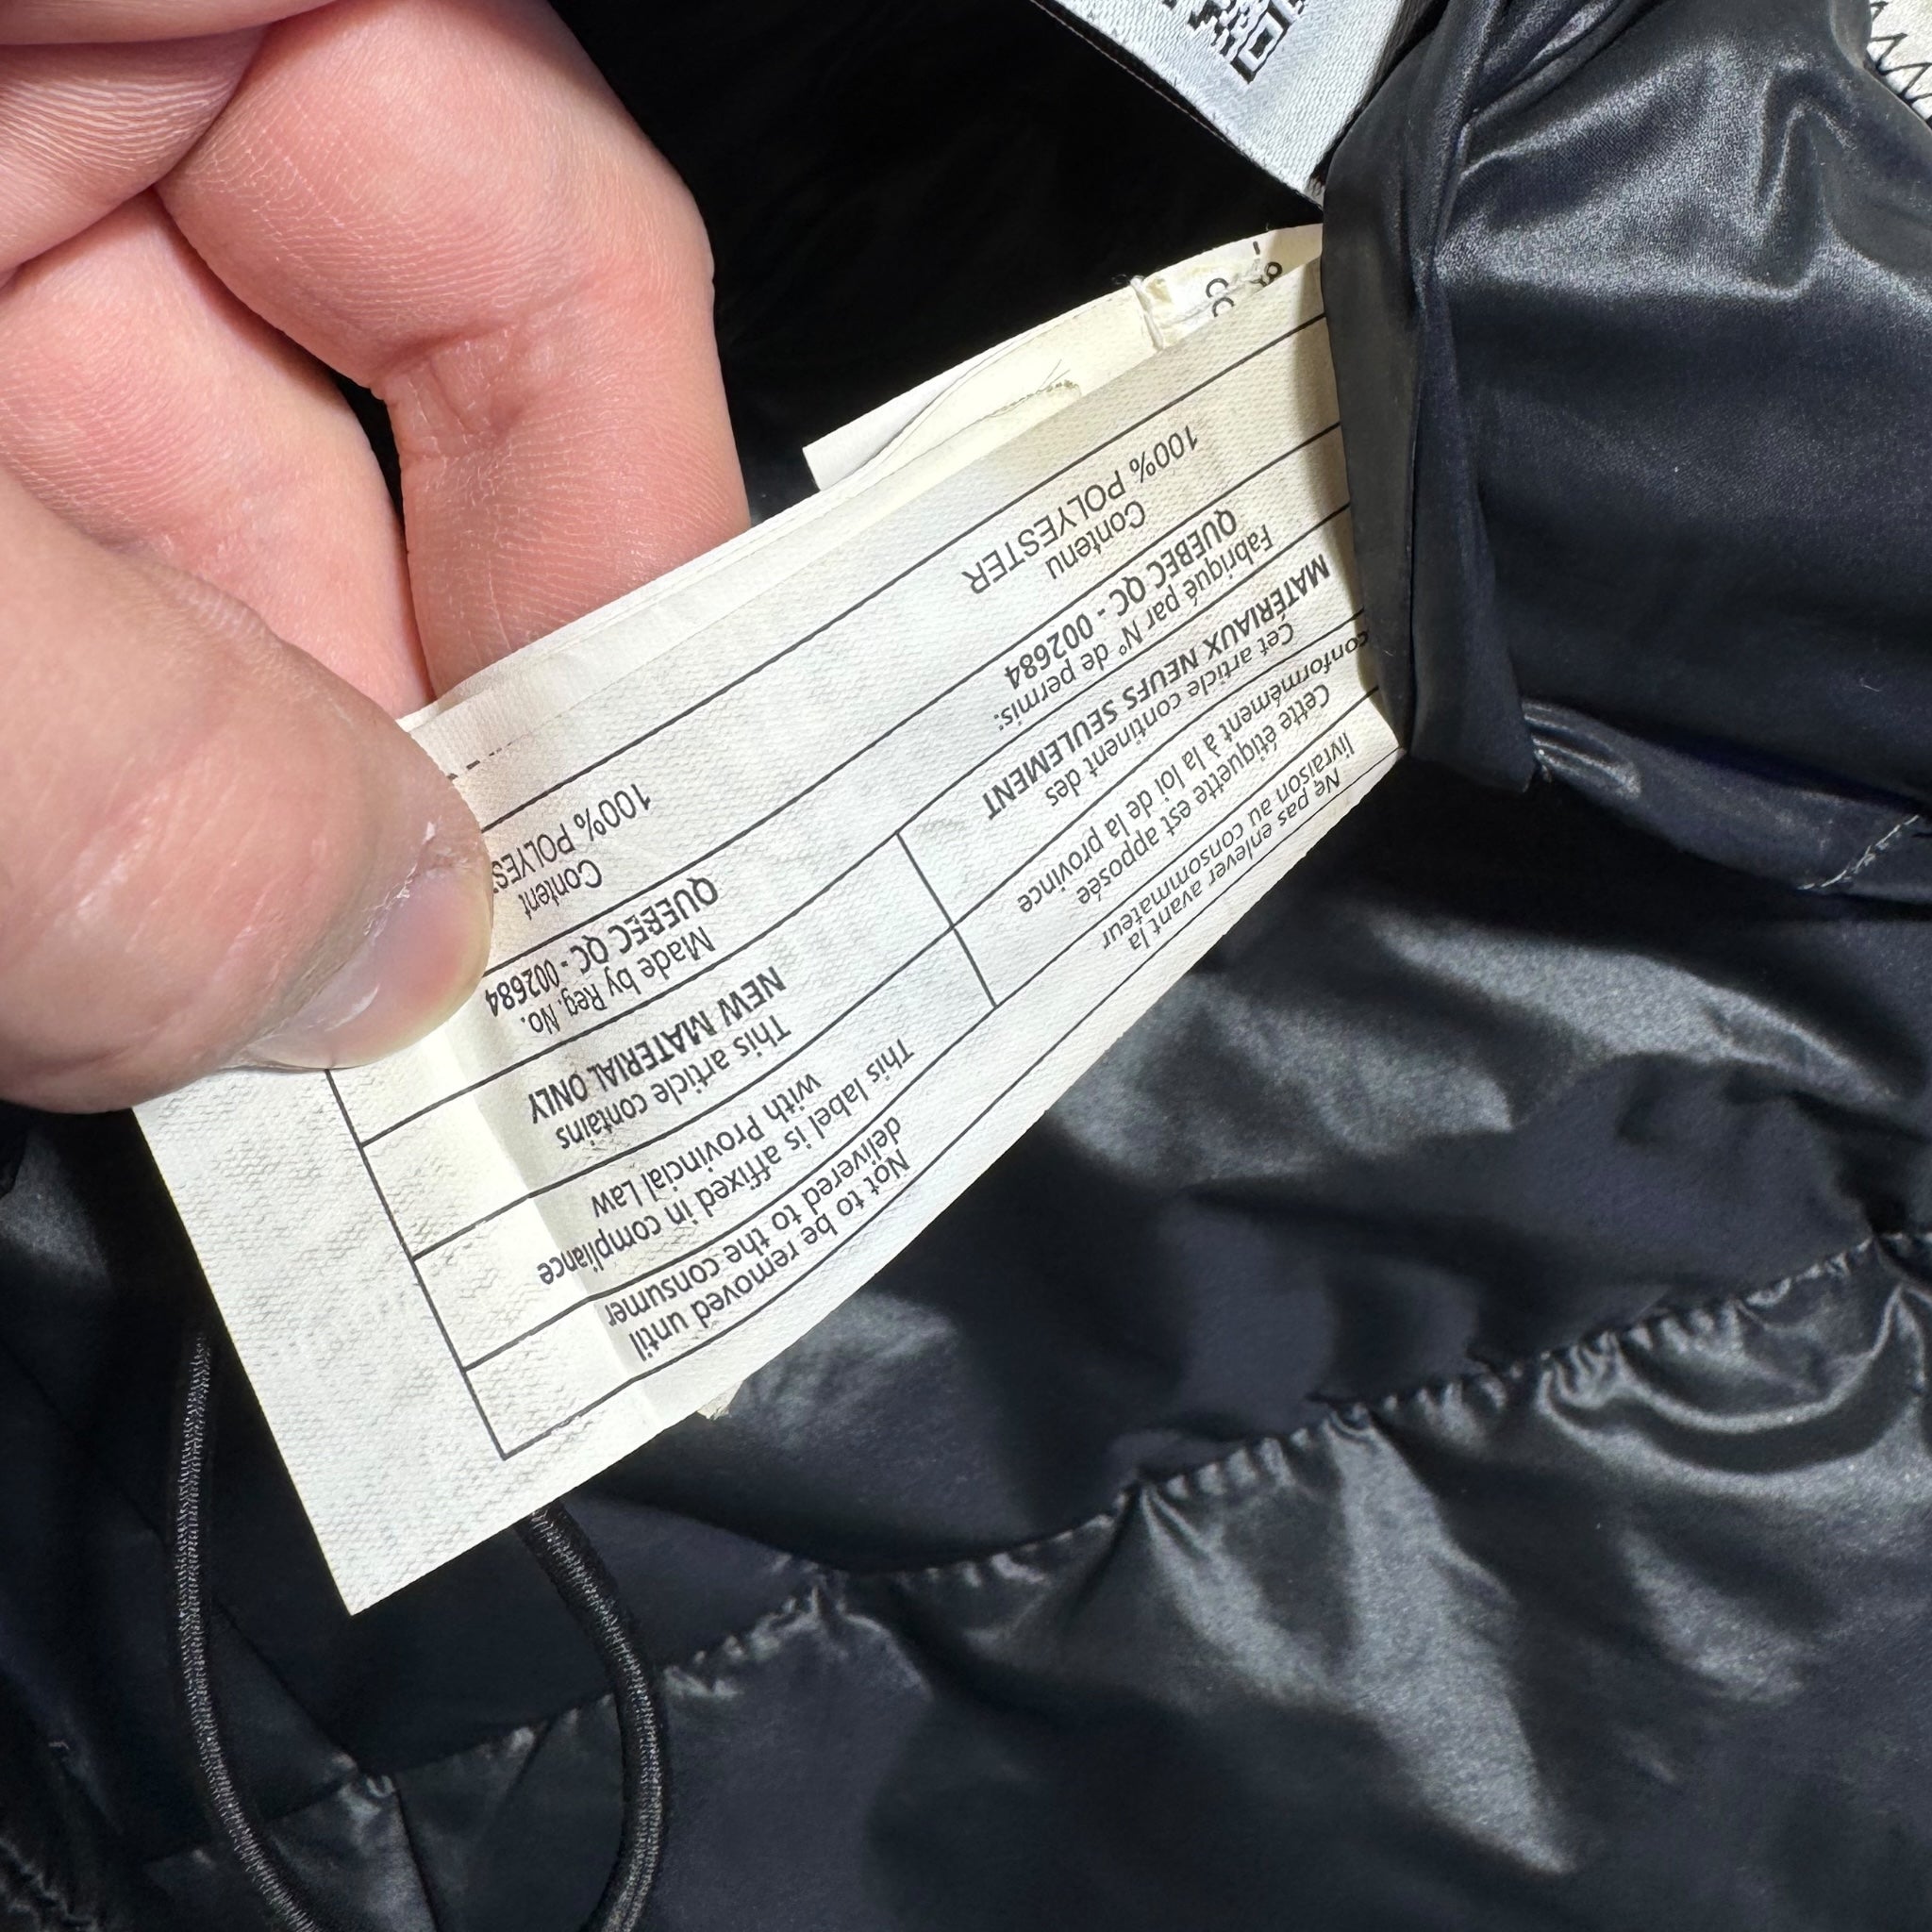 Not to be removed until
delivered to the consumer
This label is affixed in compliance
with Provincial Law
This article contains
NEW MATERIAL ONLY
Made by Reg. No.
QUEBEC QC - 002684
Content
100% POLYES
Ne pas enlever avant la
livraison au consommateur
Cette étiquette est apposée
conformément à la loi de la province
Cet article contient des
MATÉRIAUX NEUFS SEULEMENT
Fabriqué par N° de permis:
QUEBEC QC - 002684
Contenu
100% POLYESTER